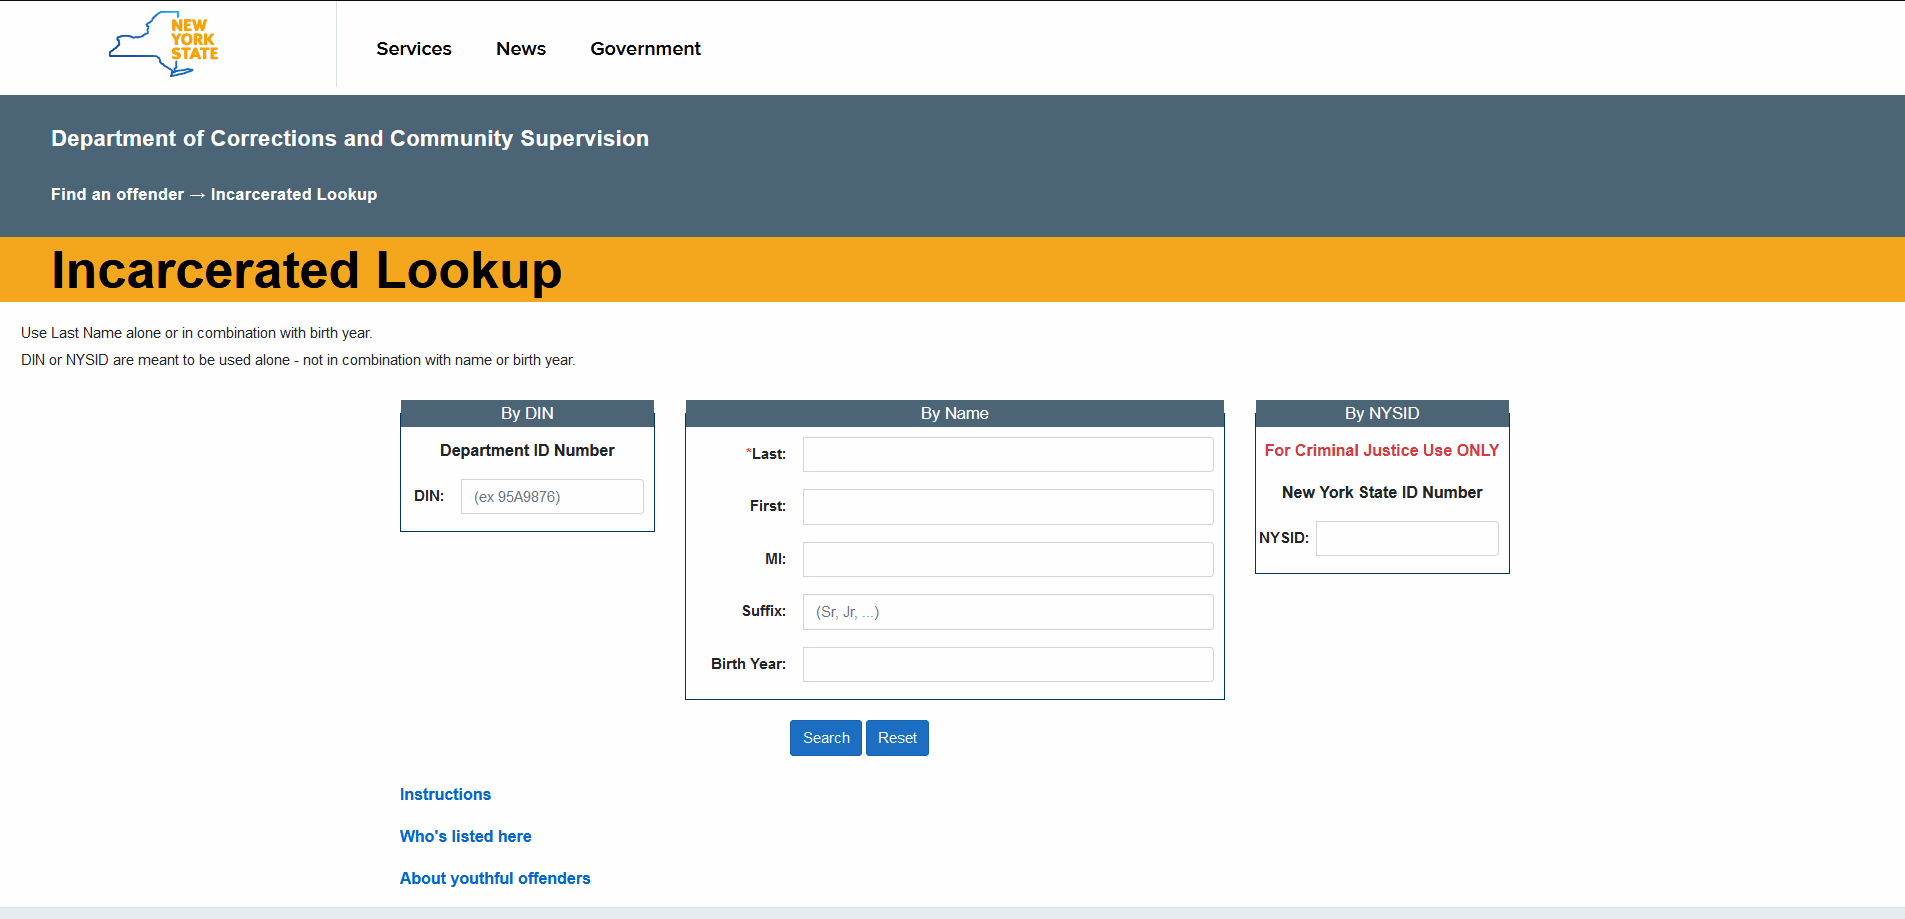 NEW
YORK
STATE
Services News Government
Department of Corrections and Community Supervision
Find an offender → Incarcerated Lookup
Incarcerated Lookup
Use Last Name alone or in combination with birth year.
DIN or NYSID are meant to be used alone - not in combination with name or birth year.
By DIN
Department ID Number
DIN: (ex 95A9876)
By Name
*Last:
First:
MI:
Suffix: (Sr, Jr, ...)
Birth Year:
By NYSID
For Criminal Justice Use ONLY
New York State ID Number
NYSID:
Search Reset
Instructions
Who's listed here
About youthful offenders